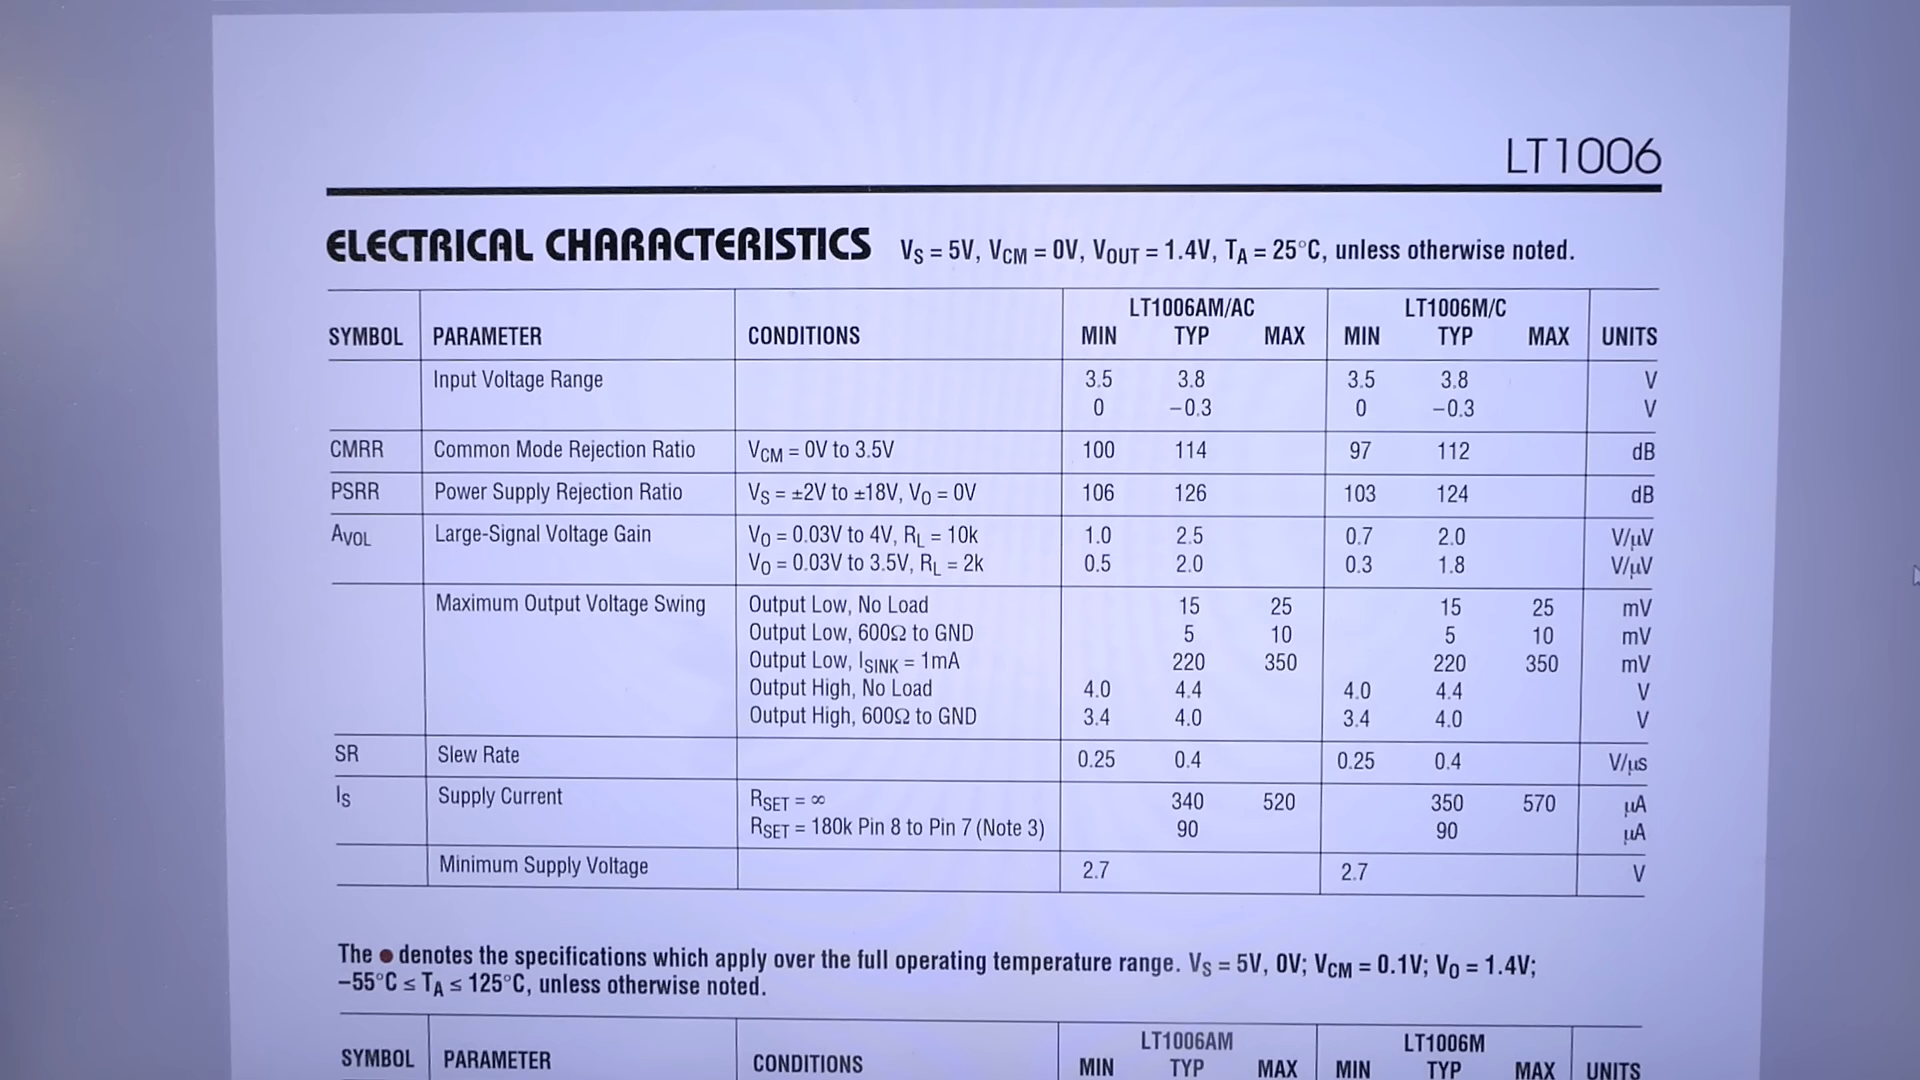 LT1006
ELECTRICAL CHARACTERISTICS VS = 5V, VCM = 0V, VOUT = 1.4V, TA = 25°C, unless otherwise noted.
LT1006AM/AC LT1006M/C
SYMBOL PARAMETER CONDITIONS MIN TYP MAX MIN TYP MAX UNITS
Input Voltage Range 3.5 3.8 3.5 3.8 V
0 −0.3 0 −0.3 V
CMRR Common Mode Rejection Ratio VCM = 0V to 3.5V 100 114 97 112 dB
PSRR Power Supply Rejection Ratio VS = ±2V to ±18V, VO = 0V 106 126 103 124 dB
AVOL Large-Signal Voltage Gain VO = 0.03V to 4V, RL = 10k 1.0 2.5 0.7 2.0 V/µV
VO = 0.03V to 3.5V, RL = 2k 0.5 2.0 0.3 1.8 V/µV
Maximum Output Voltage Swing Output Low, No Load 15 25 15 25 mV
Output Low, 600Ω to GND 5 10 5 10 mV
Output Low, ISINK = 1mA 220 350 220 350 mV
Output High, No Load 4.0 4.4 4.0 4.4 V
Output High, 600Ω to GND 3.4 4.0 3.4 4.0 V
SR Slew Rate 0.25 0.4 0.25 0.4 V/µs
IS Supply Current RSET = ∞ 340 520 350 570 µA
RSET = 180k Pin 8 to Pin 7 (Note 3) 90 90 µA
Minimum Supply Voltage 2.7 2.7 V
The ● denotes the specifications which apply over the full operating temperature range. VS = 5V, 0V; VCM = 0.1V; VO = 1.4V;
−55°C ≤ TA ≤ 125°C, unless otherwise noted.
LT1006AM LT1006M
SYMBOL PARAMETER CONDITIONS MIN TYP MAX MIN TYP MAX UNITS